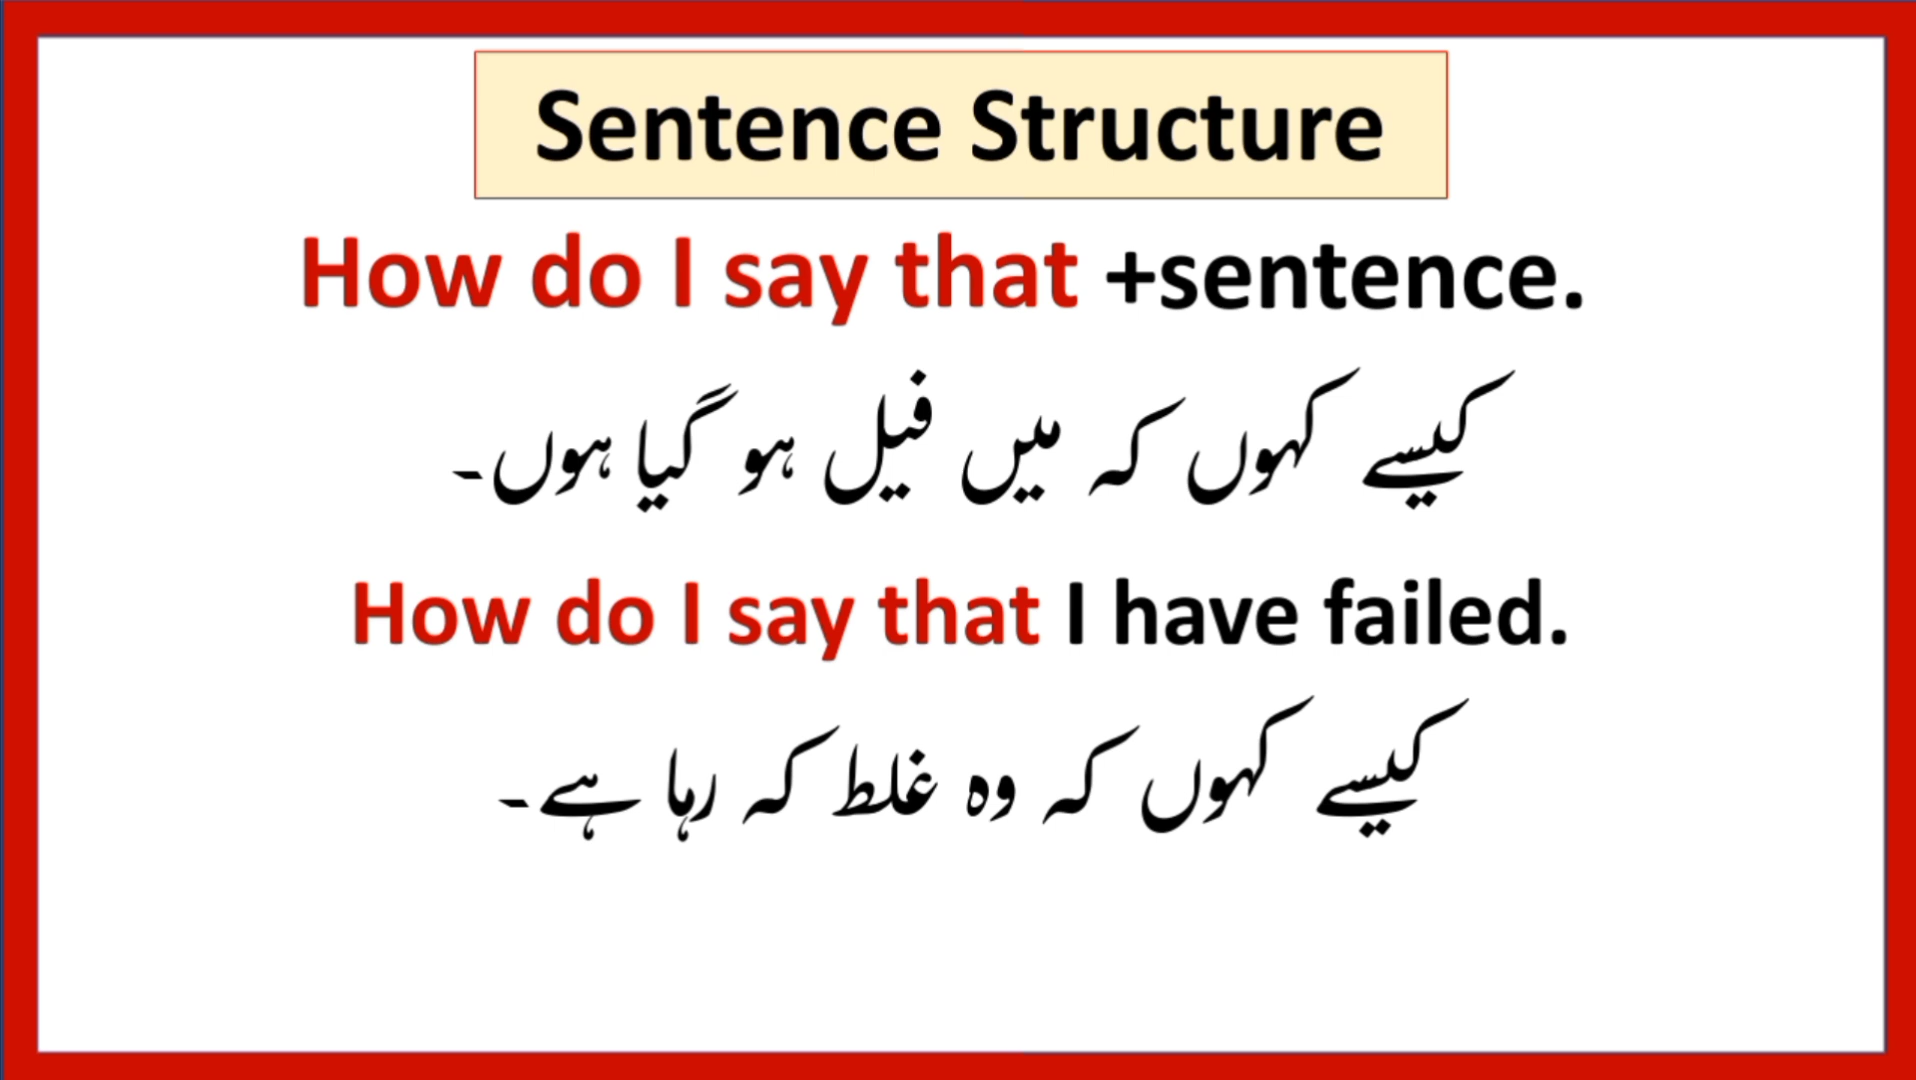 Sentence Structure
How do I say that +sentence.
کیسے کہوں کہ میں فیل ہو گیا ہوں۔
How do I say that I have failed.
کیسے کہوں کہ وہ غلط کہ رہا ہے۔